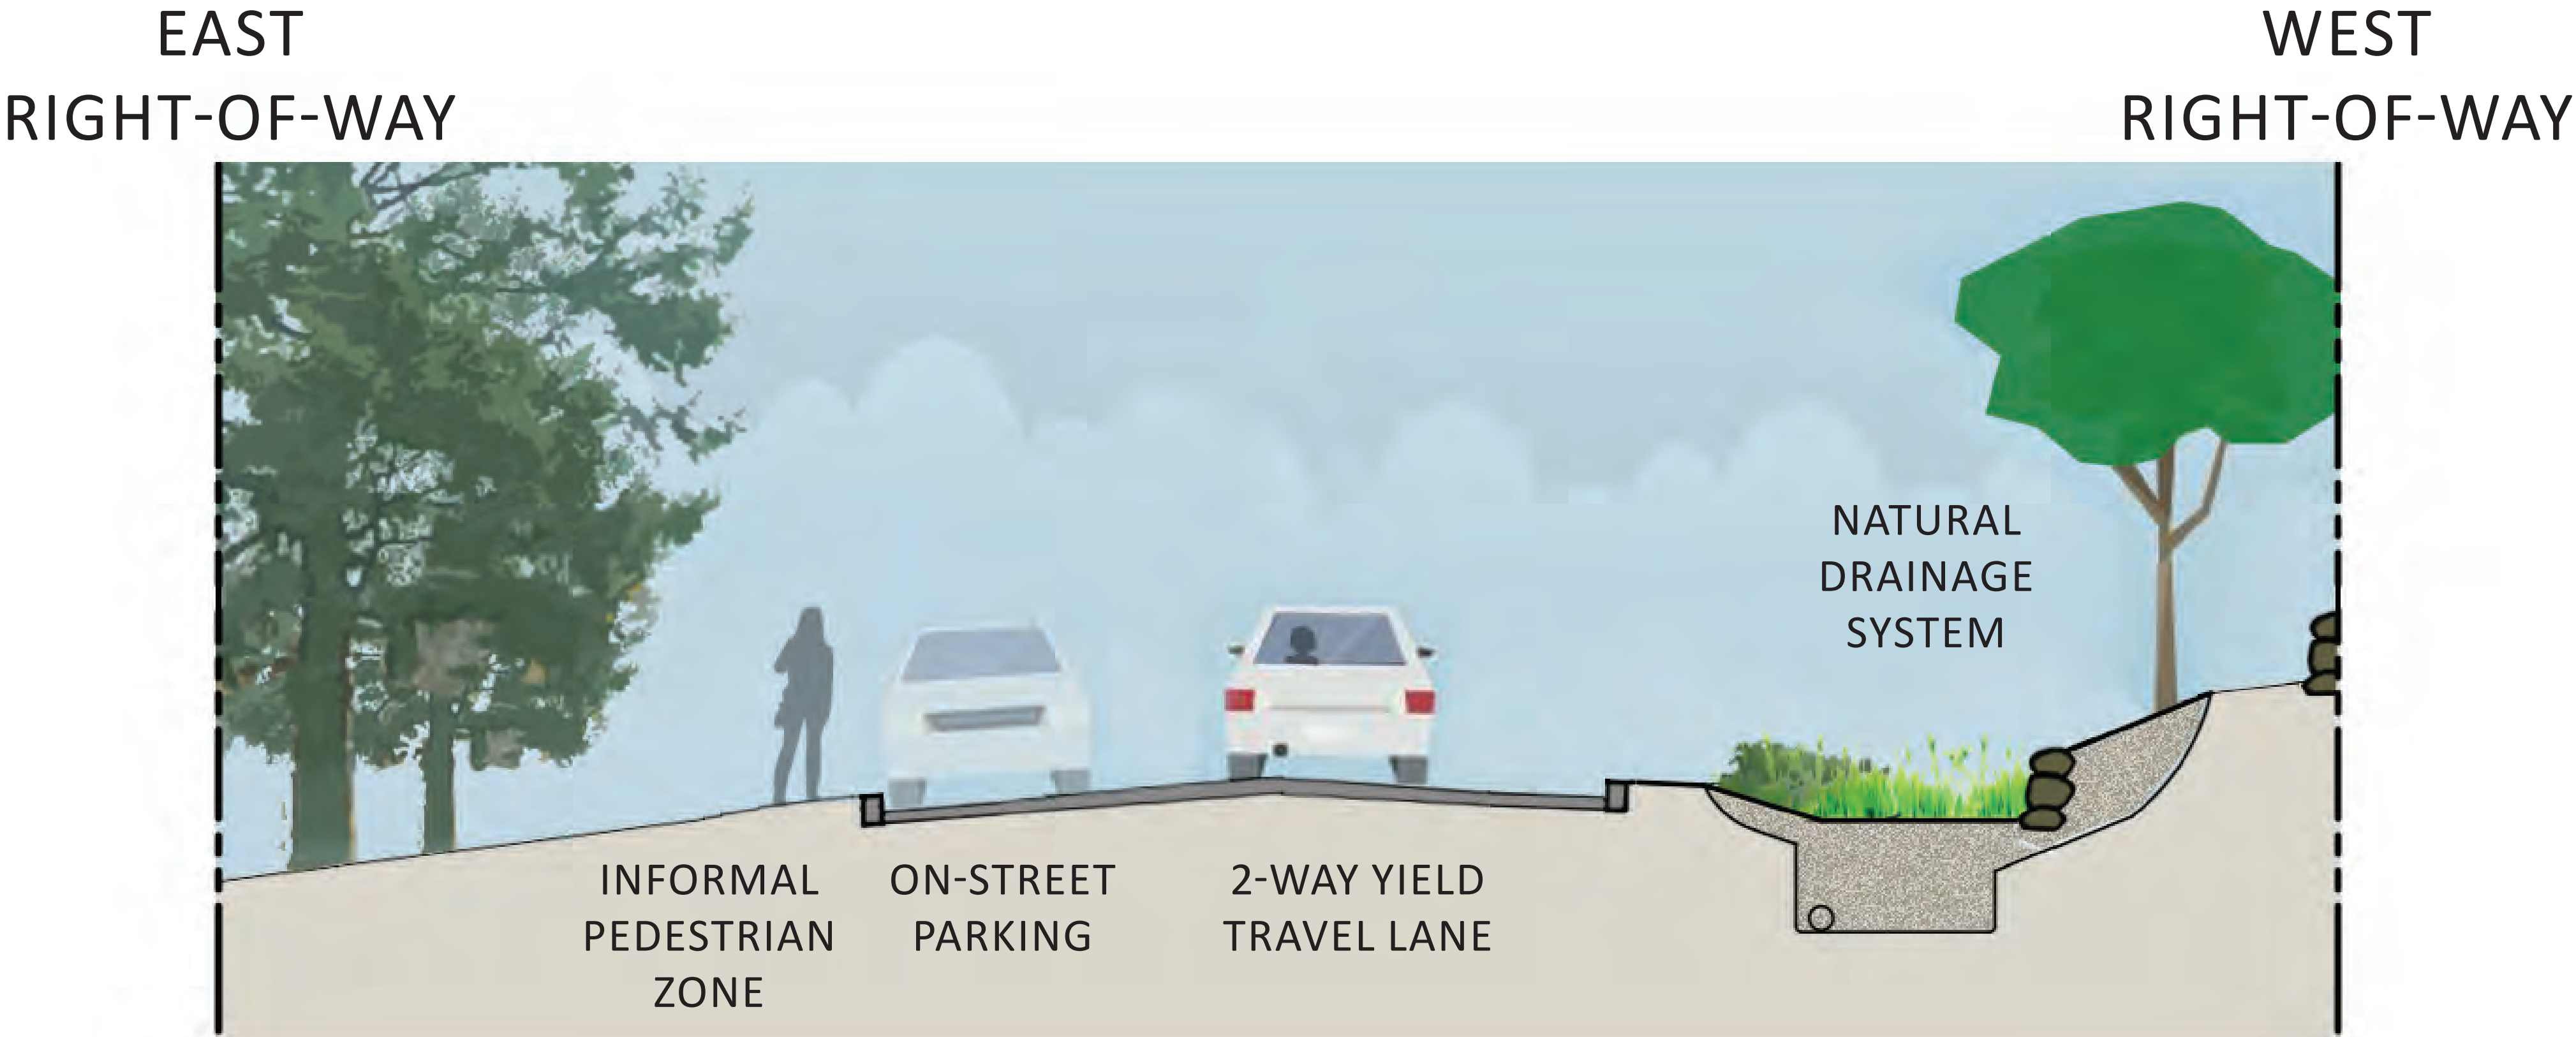 EAST
RIGHT-OF-WAY
WEST
RIGHT-OF-WAY
NATURAL
DRAINAGE
SYSTEM
INFORMAL
PEDESTRIAN
ZONE
ON-STREET
PARKING
2-WAY YIELD
TRAVEL LANE